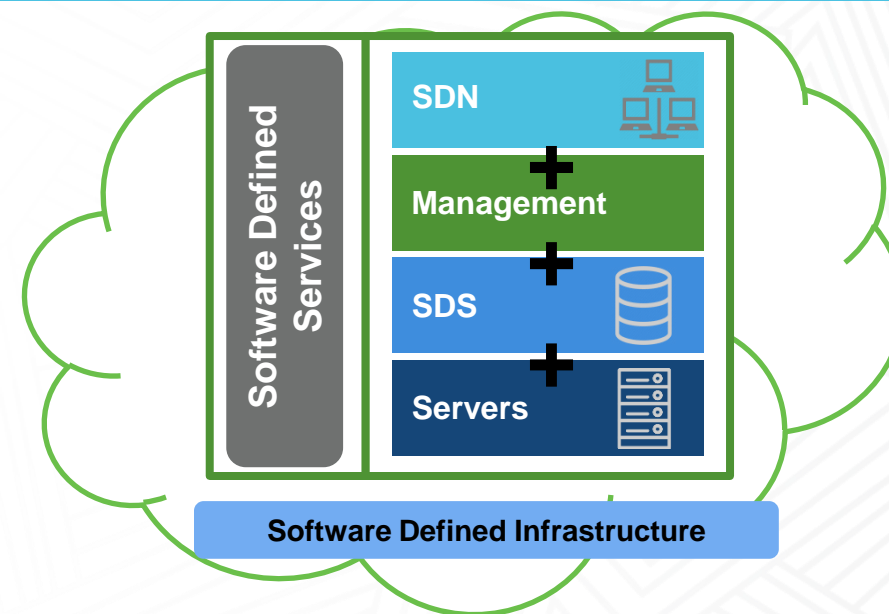 Software Defined
Services
SDN
+
Management
+
SDS
+
Servers
Software Defined Infrastructure